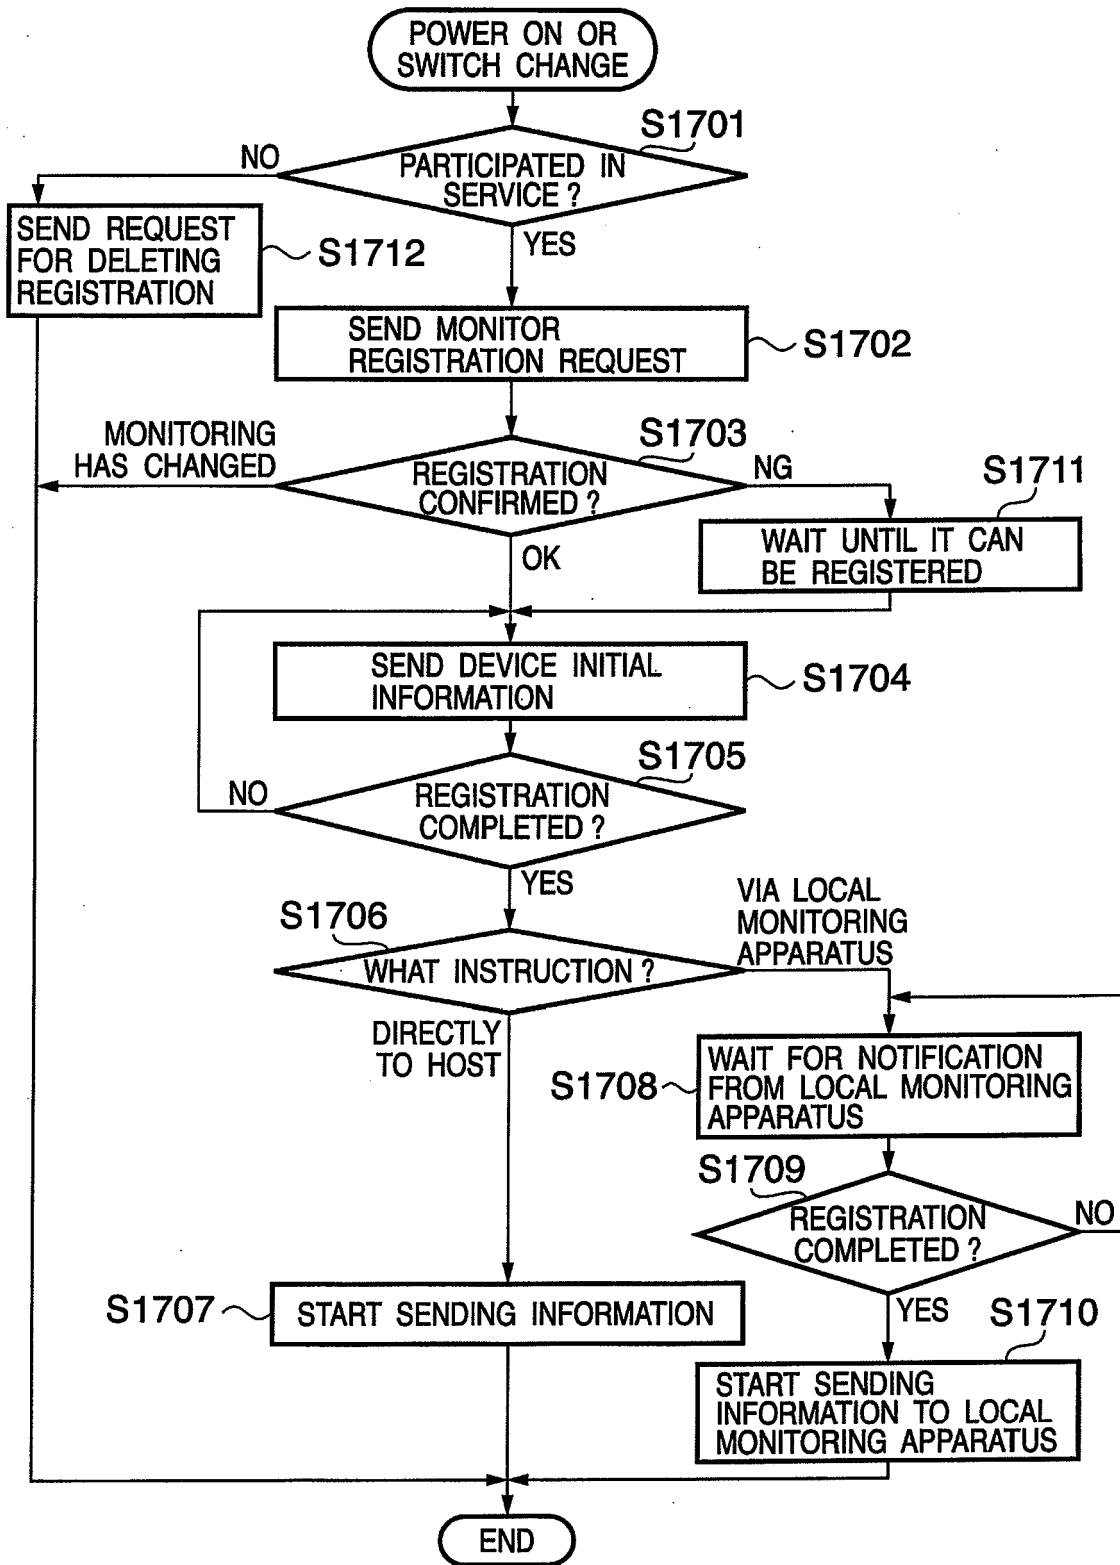 POWER ON OR
SWITCH CHANGE
S1701
NO
PARTICIPATED IN
SERVICE ?
YES
SEND REQUEST
FOR DELETING
REGISTRATION
S1712
SEND MONITOR
REGISTRATION REQUEST
S1702
MONITORING
HAS CHANGED
S1703
REGISTRATION
CONFIRMED ?
NG
OK
S1711
WAIT UNTIL IT CAN
BE REGISTERED
SEND DEVICE INITIAL
INFORMATION
S1704
S1705
NO
REGISTRATION
COMPLETED ?
YES
S1706
WHAT INSTRUCTION ?
VIA LOCAL
MONITORING
APPARATUS
DIRECTLY
TO HOST
S1708
WAIT FOR NOTIFICATION
FROM LOCAL MONITORING
APPARATUS
S1709
REGISTRATION
COMPLETED ?
NO
YES
S1707
START SENDING INFORMATION
S1710
START SENDING
INFORMATION TO LOCAL
MONITORING APPARATUS
END